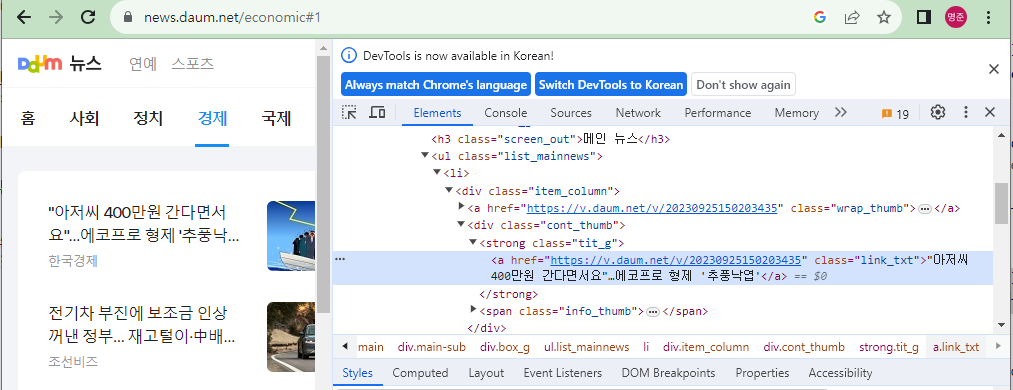 news.daum.net/economic#1
명준
Daum 뉴스 연예 스포츠
홈 사회 정치 경제 국제
"아저씨 400만원 간다면서
요"...에코프로 형제 '추풍낙...
한국경제
전기차 부진에 보조금 인상
꺼낸 정부... 재고털이·中배...
조선비즈
DevTools is now available in Korean!
Always match Chrome's language Switch DevTools to Korean Don't show again
Elements Console Sources Network Performance Memory 19
<h3 class="screen_out">메인 뉴스</h3>
<ul class="list_mainnews">
<li>
<div class="item_column">
<a href="https://v.daum.net/v/20230925150203435" class="wrap_thumb">…</a>
<div class="cont_thumb">
<strong class="tit_g">
<a href="https://v.daum.net/v/20230925150203435" class="link_txt">"아저씨
400만원 간다면서요"…에코프로 형제 '추풍낙엽'</a> == $0
</strong>
<span class="info_thumb">…</span>
</div>
main div.main-sub div.box_g ul.list_mainnews li div.item_column div.cont_thumb strong.tit_g a.link_txt
Styles Computed Layout Event Listeners DOM Breakpoints Properties Accessibility